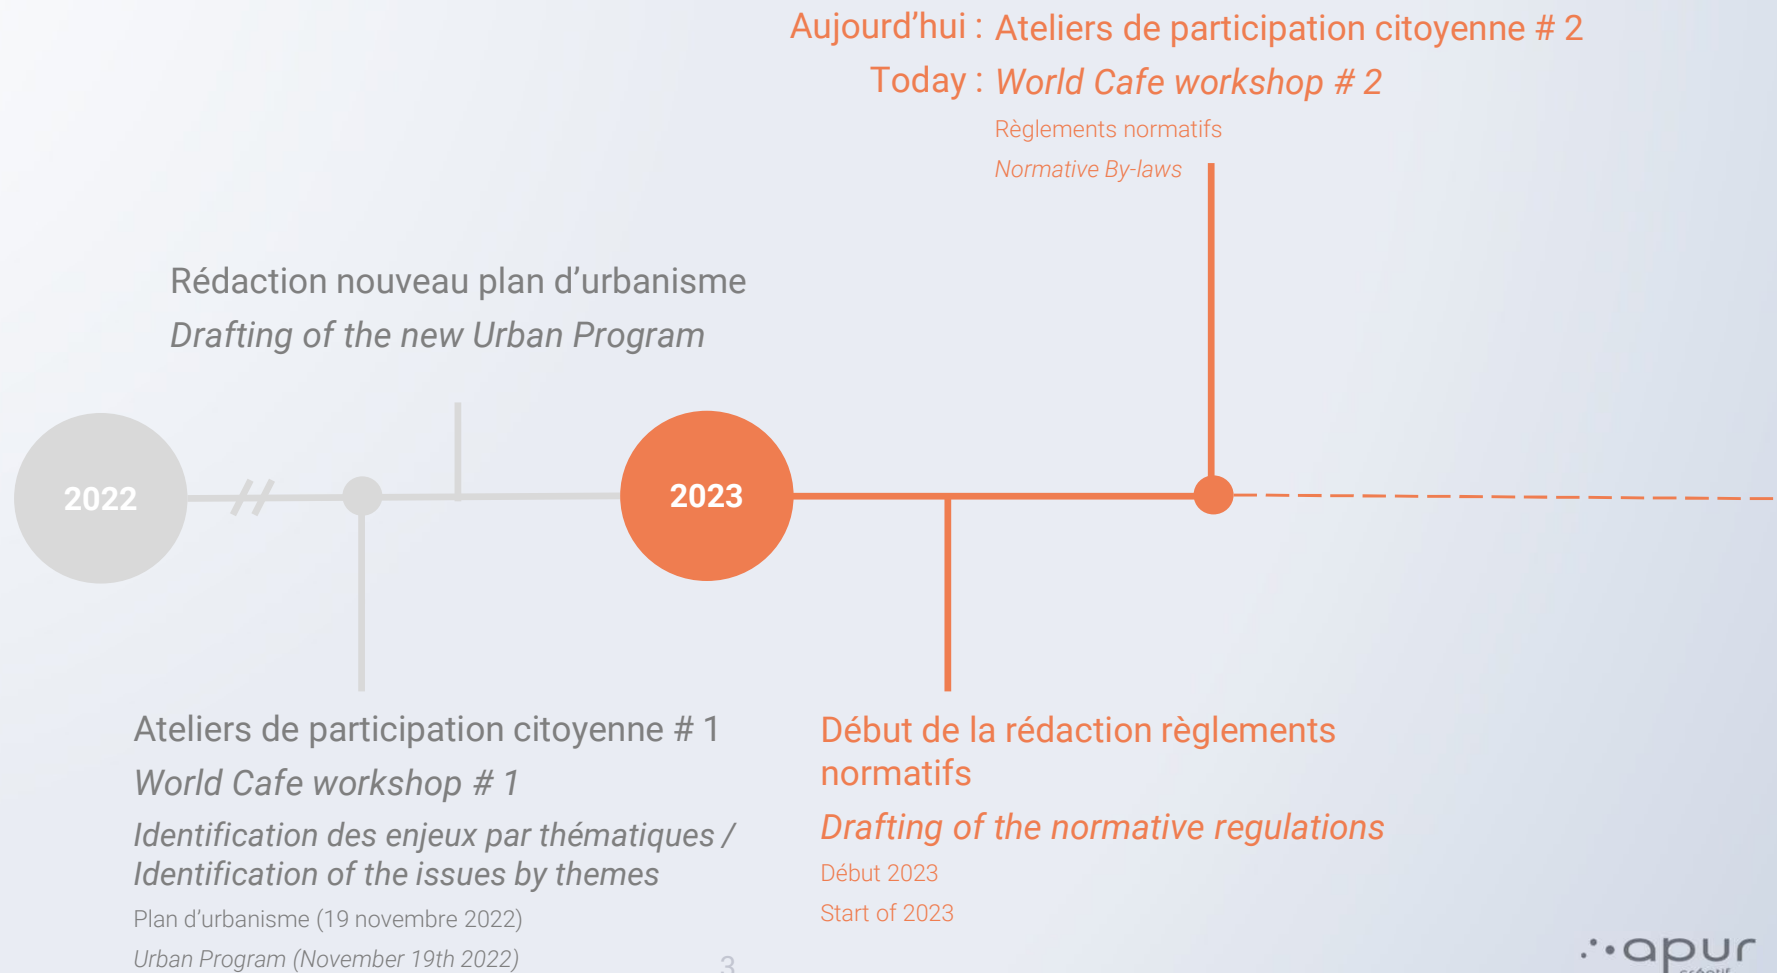 Aujourd'hui : Ateliers de participation citoyenne # 2
Today : World Cafe workshop # 2
Règlements normatifs
Normative By-laws
Rédaction nouveau plan d'urbanisme
Drafting of the new Urban Program
2022
2023
Ateliers de participation citoyenne # 1
World Cafe workshop # 1
Identification des enjeux par thématiques /
Identification of the issues by themes
Plan d'urbanisme (19 novembre 2022)
Urban Program (November 19th 2022)
Début de la rédaction règlements
normatifs
Drafting of the normative regulations
Début 2023
Start of 2023
3
apur
créatif